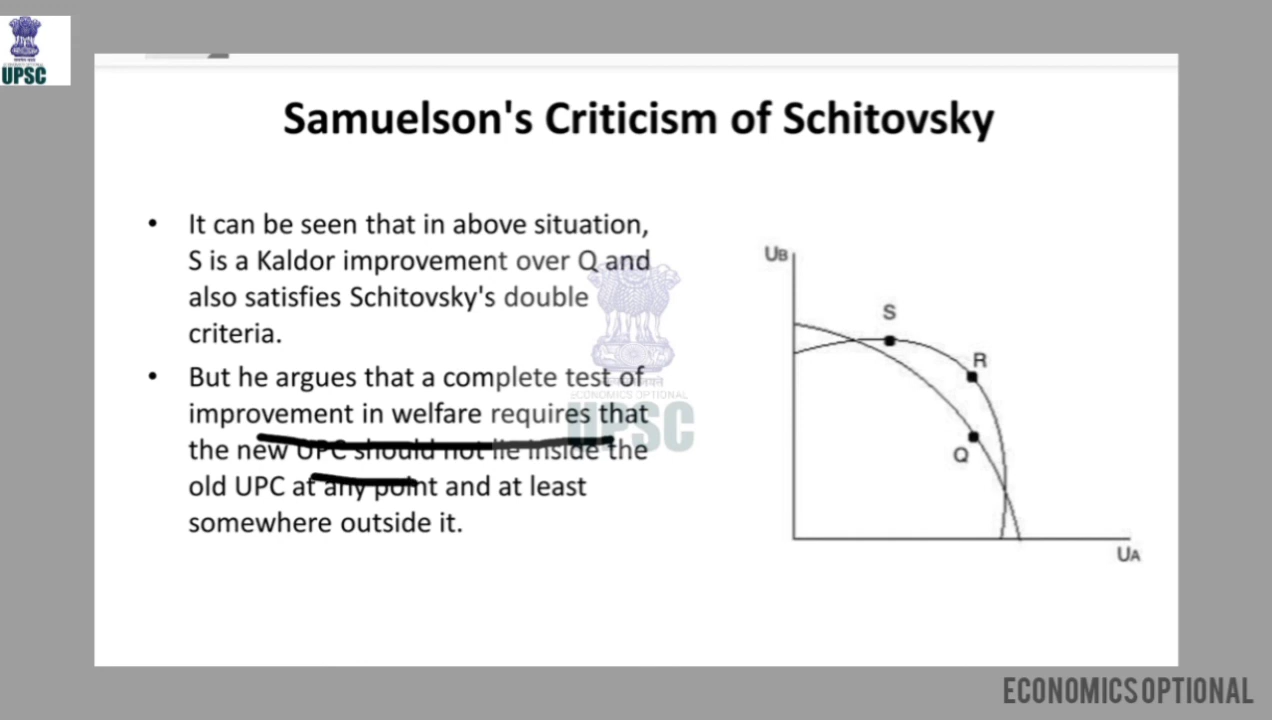 UPSC
Samuelson's Criticism of Schitovsky
• It can be seen that in above situation,
S is a Kaldor improvement over Q and
also satisfies Schitovsky's double
criteria.
• But he argues that a complete test of
improvement in welfare requires that
the new UPC should not lie inside the
old UPC at any point and at least
somewhere outside it.
ECONOMICS OPTIONAL
UPSC
UB
S
R
Q
UA
ECONOMICS OPTIONAL